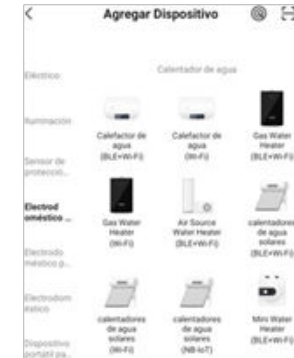 Agregar Dispositivo
Eléctrico
Iluminación
Sensor de
protecció...
Electrod
oméstico ...
Electrodo
méstico p...
Electrodom
éstico
Dispositivo
portátil pa...
Calentador de agua
Calefactor de
agua
(BLE+Wi-Fi)
Calefactor de
agua
(Wi-Fi)
Gas Water
Heater
(BLE+Wi-Fi)
Gas Water
Heater
(Wi-Fi)
Air Source
Water Heater
(BLE+Wi-Fi)
calentadores
de agua
solares
(BLE+Wi-Fi)
calentadores
de agua
solares
(Wi-Fi)
calentadores
de agua
solares
(NB-IoT)
Mini Water
Heater
(BLE+Wi-Fi)